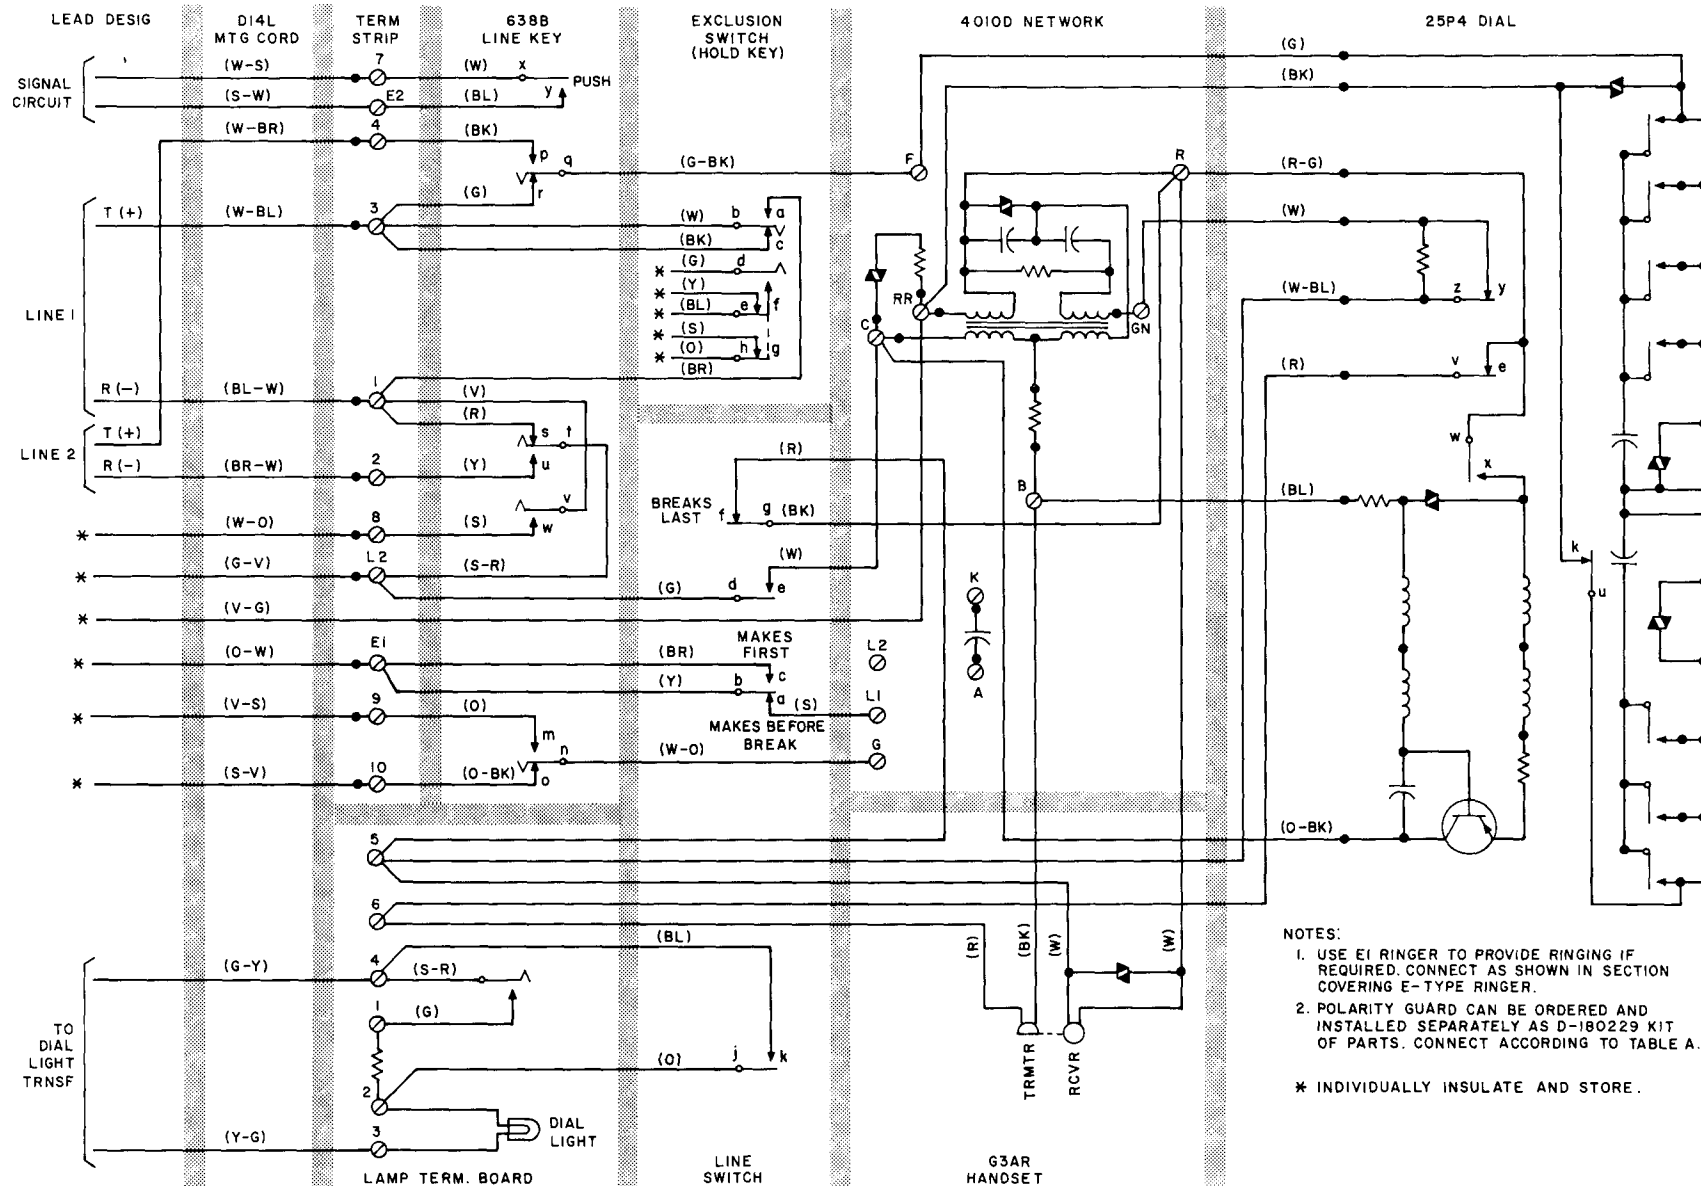 LEAD DESIG
D14L
MTG CORD
TERM
STRIP
638B
LINE KEY
EXCLUSION
SWITCH
(HOLD KEY)
4010D NETWORK
25P4 DIAL
SIGNAL
CIRCUIT
(W-S)
7
(W)
x
y
PUSH
(S-W)
E2
(BL)
(G)
(BK)
(W-BR)
4
(BK)
p
q
r
(G-BK)
F
R
(R-G)
(G)
LINE 1
T (+)
(W-BL)
3
(W)
b
a
(BK)
c
(W)
* (G)
d
* (Y)
* (BL)
e
f
* (S)
* (O)
h
g
(BR)
RR
C
GN
(W-BL)
z
y
(R)
v
e
R (-)
(BL-W)
1
(V)
(R)
s
t
LINE 2
T (+)
R (-)
(BR-W)
2
(Y)
u
v
w
x
(R)
BREAKS
LAST
f
g
(BK)
B
(BL)
*
(W-O)
8
(S)
w
(W)
*
(G-V)
L2
(S-R)
(G)
d
e
K
A
k
u
*
(V-G)
*
(O-W)
E1
(BR)
MAKES
FIRST
c
(Y)
b
a
(S)
L2
L1
*
(V-S)
9
(O)
m
MAKES BEFORE
BREAK
n
(W-O)
G
*
(S-V)
10
(O-BK)
o
5
(O-BK)
6
(R)
(BK)
(W)
(W)
TO
DIAL
LIGHT
TRNSF
(G-Y)
4
(S-R)
(BL)
1
(G)
2
(O)
j
k
(Y-G)
3
DIAL
LIGHT
TRMTR
RCVR
NOTES:
1. USE E1 RINGER TO PROVIDE RINGING IF
REQUIRED. CONNECT AS SHOWN IN SECTION
COVERING E-TYPE RINGER.
2. POLARITY GUARD CAN BE ORDERED AND
INSTALLED SEPARATELY AS D-180229 KIT
OF PARTS. CONNECT ACCORDING TO TABLE A.
* INDIVIDUALLY INSULATE AND STORE.
LAMP TERM. BOARD
LINE
SWITCH
G3AR
HANDSET